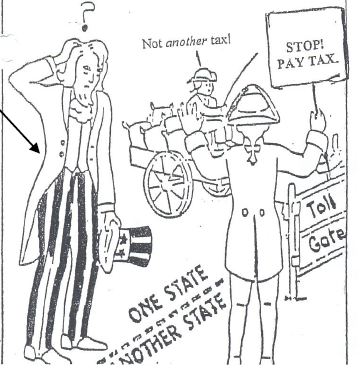 ?
Not another tax!
STOP!
PAY TAX.
Toll
Gate
ONE STATE
ANOTHER STATE